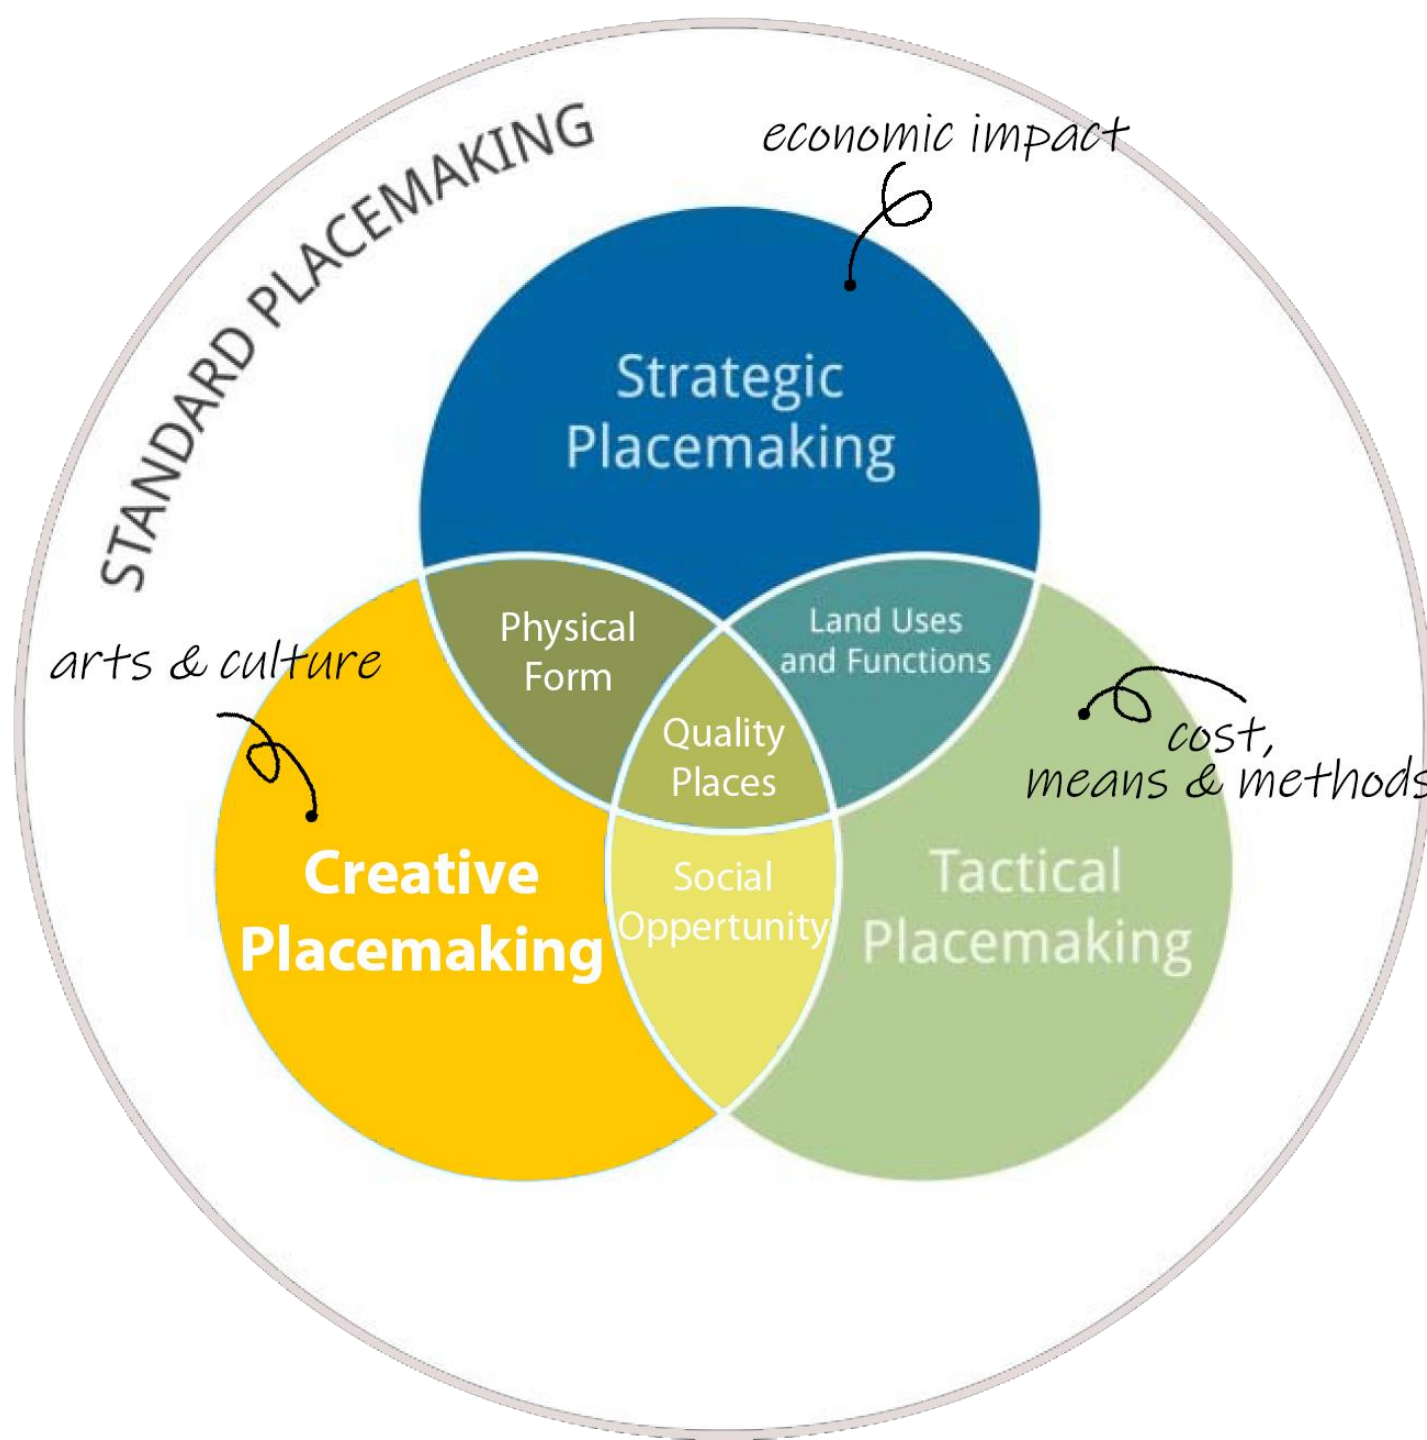 STANDARD PLACEMAKING
economic impact
Strategic
Placemaking
Physical
Form
Land Uses
and Functions
arts & culture
Quality
Places
cost,
means & methods
Creative
Placemaking
Social
Oppertunity
Tactical
Placemaking